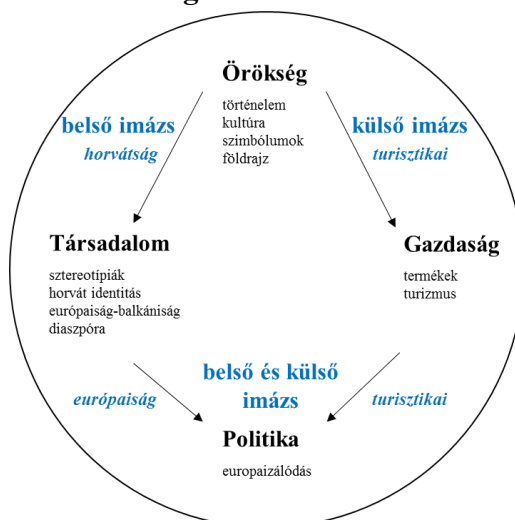 Örökség
történelem
kultúra
szimbólumok
földrajz
belső imázs
horvátság
külső imázs
turisztikai
Társadalom
sztereotípiák
horvát identitás
európaiság-balkániság
diaszpóra
Gazdaság
termékek
turizmus
európaiság
belső és külső
imázs
turisztikai
Politika
europaizálódás